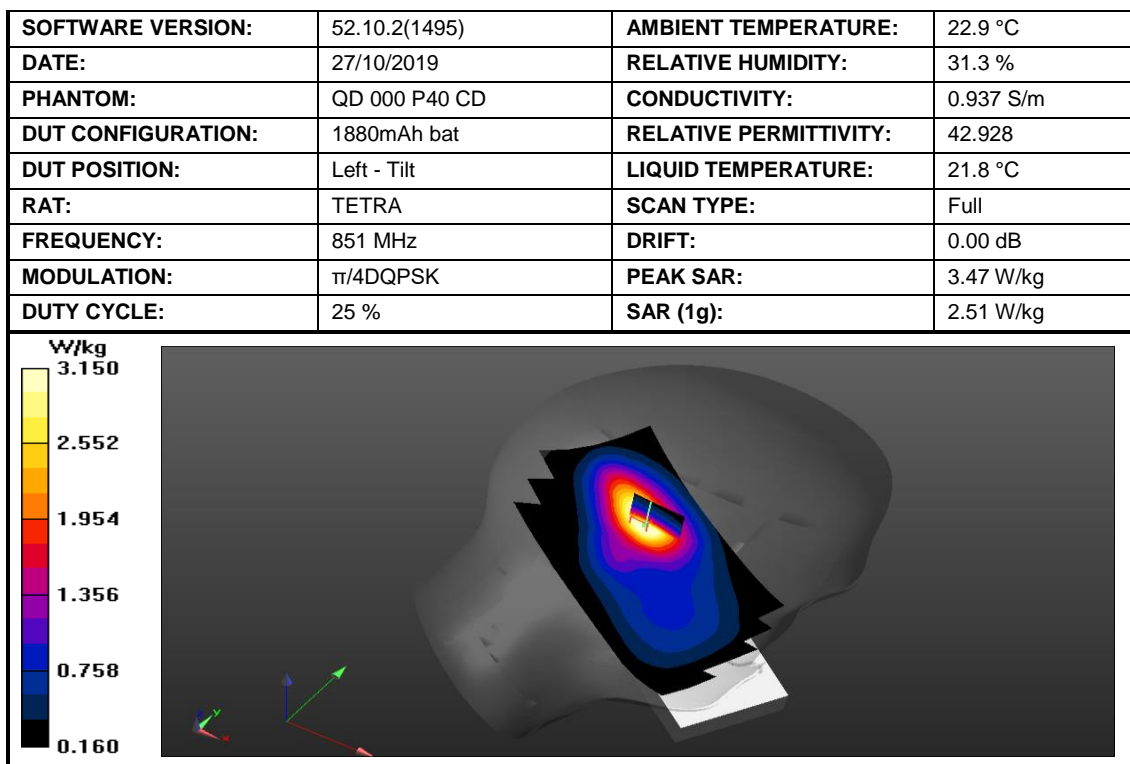 SOFTWARE VERSION: 52.10.2(1495) AMBIENT TEMPERATURE: 22.9 °C
DATE: 27/10/2019 RELATIVE HUMIDITY: 31.3 %
PHANTOM: QD 000 P40 CD CONDUCTIVITY: 0.937 S/m
DUT CONFIGURATION: 1880mAh bat RELATIVE PERMITTIVITY: 42.928
DUT POSITION: Left - Tilt LIQUID TEMPERATURE: 21.8 °C
RAT: TETRA SCAN TYPE: Full
FREQUENCY: 851 MHz DRIFT: 0.00 dB
MODULATION: π/4DQPSK PEAK SAR: 3.47 W/kg
DUTY CYCLE: 25 % SAR (1g): 2.51 W/kg
W/kg
3.150
2.552
1.954
1.356
0.758
0.160
z
y
x